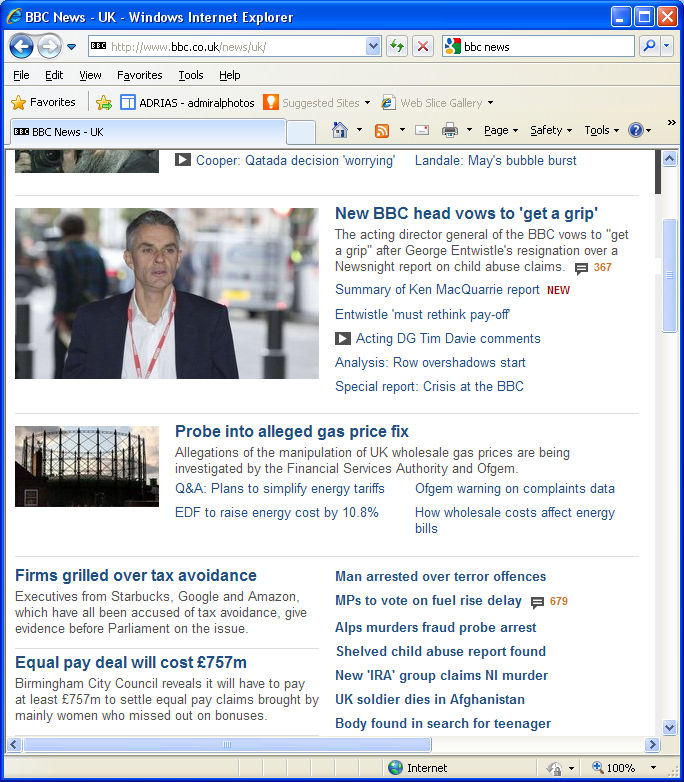 BBC News - UK - Windows Internet Explorer
BBC http://www.bbc.co.uk/news/uk/ bbc news
File Edit View Favorites Tools Help
Favorites ADRIAS - admiralphotos Suggested Sites Web Slice Gallery
BBC BBC News - UK Page Safety Tools »
Cooper: Qatada decision 'worrying' Landale: May's bubble burst
New BBC head vows to 'get a grip'
The acting director general of the BBC vows to "get
a grip" after George Entwistle's resignation over a
Newsnight report on child abuse claims. 367
Summary of Ken MacQuarrie report NEW
Entwistle 'must rethink pay-off'
Acting DG Tim Davie comments
Analysis: Row overshadows start
Special report: Crisis at the BBC
Probe into alleged gas price fix
Allegations of the manipulation of UK wholesale gas prices are being
investigated by the Financial Services Authority and Ofgem.
Q&A: Plans to simplify energy tariffs Ofgem warning on complaints data
EDF to raise energy cost by 10.8% How wholesale costs affect energy
bills
Firms grilled over tax avoidance
Executives from Starbucks, Google and Amazon,
which have all been accused of tax avoidance, give
evidence before Parliament on the issue.
Equal pay deal will cost £757m
Birmingham City Council reveals it will have to pay
at least £757m to settle equal pay claims brought by
mainly women who missed out on bonuses.
Man arrested over terror offences
MPs to vote on fuel rise delay 679
Alps murders fraud probe arrest
Shelved child abuse report found
New 'IRA' group claims NI murder
UK soldier dies in Afghanistan
Body found in search for teenager
Internet 100%